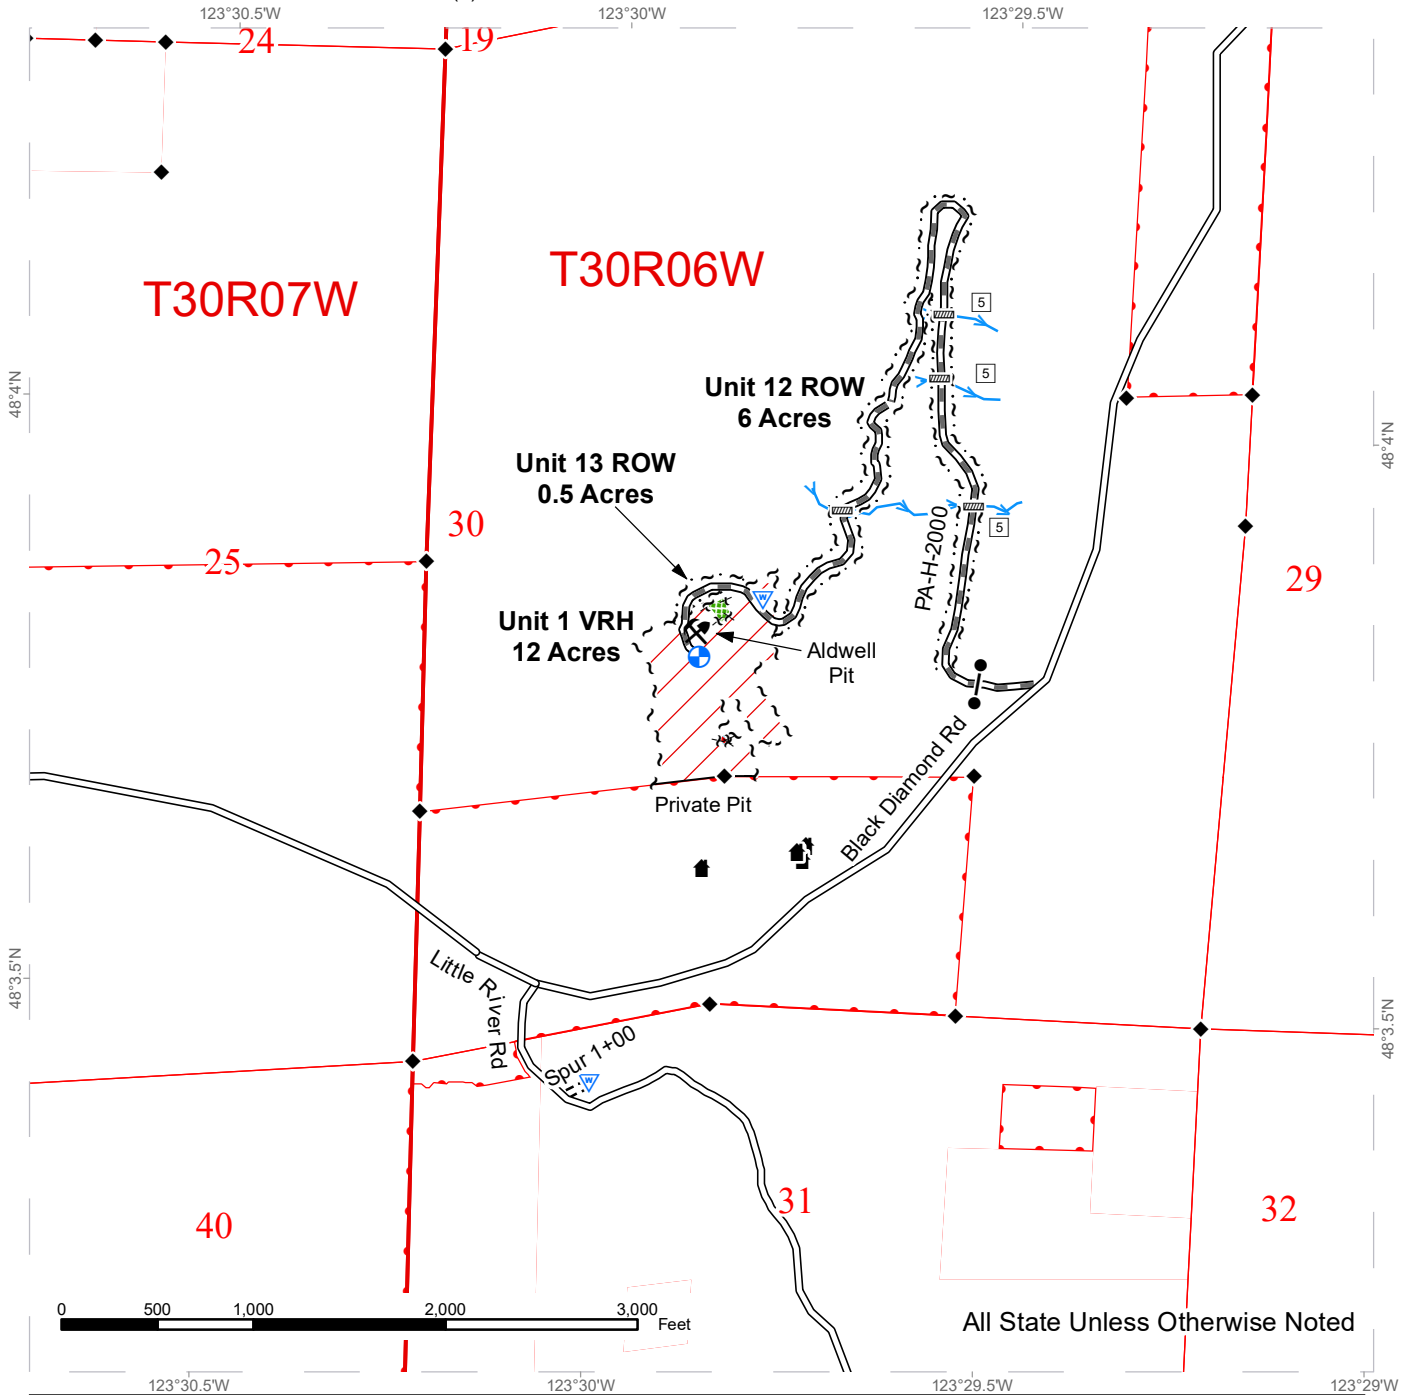 123°30.5'W
123°30'W
123°29.5'W
24
19
T30R07W
T30R06W
5
48°4'N
Unit 12 ROW
6 Acres
5
48°4'N
Unit 13 ROW
0.5 Acres
30
25
5
PA-H-2000
29
W
Unit 1 VRH
12 Acres
Aldwell
Pit
Private Pit
Black Diamond Rd
48°3.5'N
48°3.5'N
Little River Rd
Spur 1+00
W
31
32
40
0
500
1,000
2,000
3,000
Feet
All State Unless Otherwise Noted
123°30.5'W
123°30'W
123°29.5'W
123°29'W